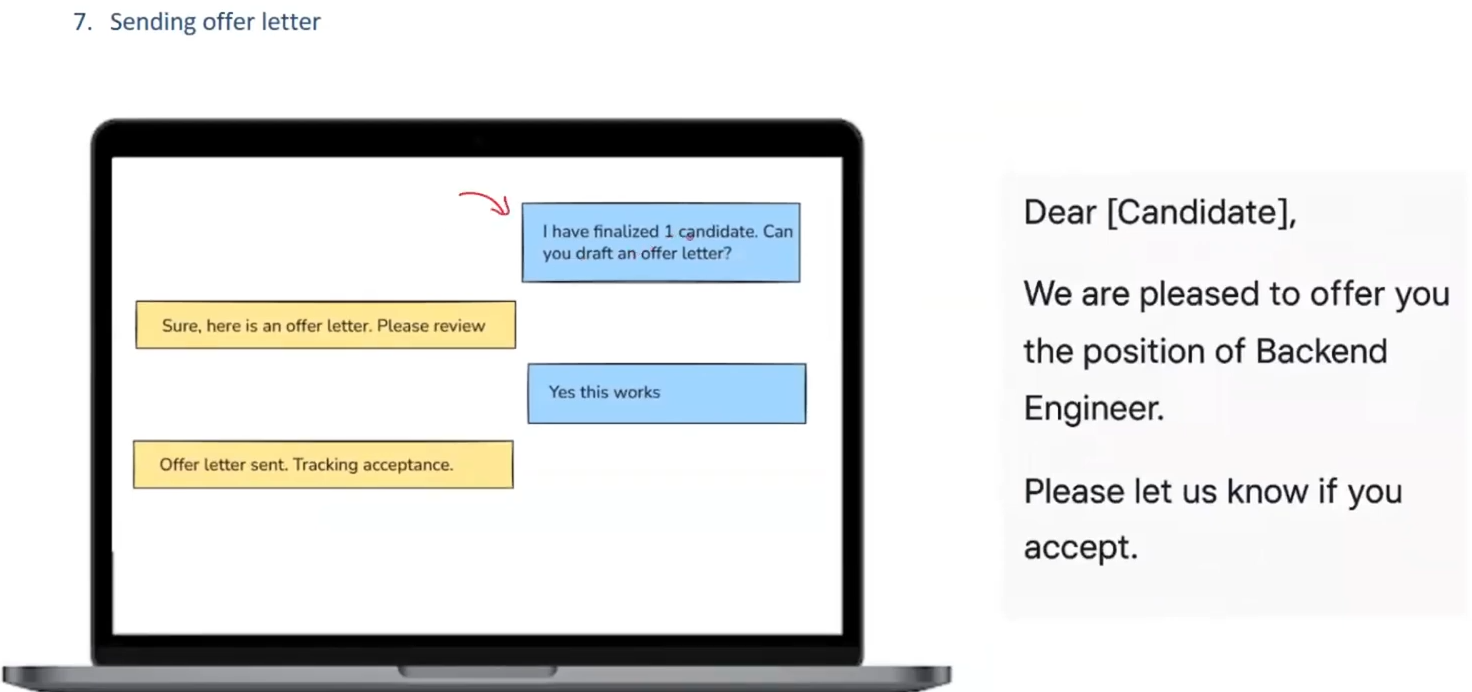 7. Sending offer letter
I have finalized 1 candidate. Can
you draft an offer letter?
Sure, here is an offer letter. Please review
Yes this works
Offer letter sent. Tracking acceptance.
Dear [Candidate],
We are pleased to offer you
the position of Backend
Engineer.
Please let us know if you
accept.